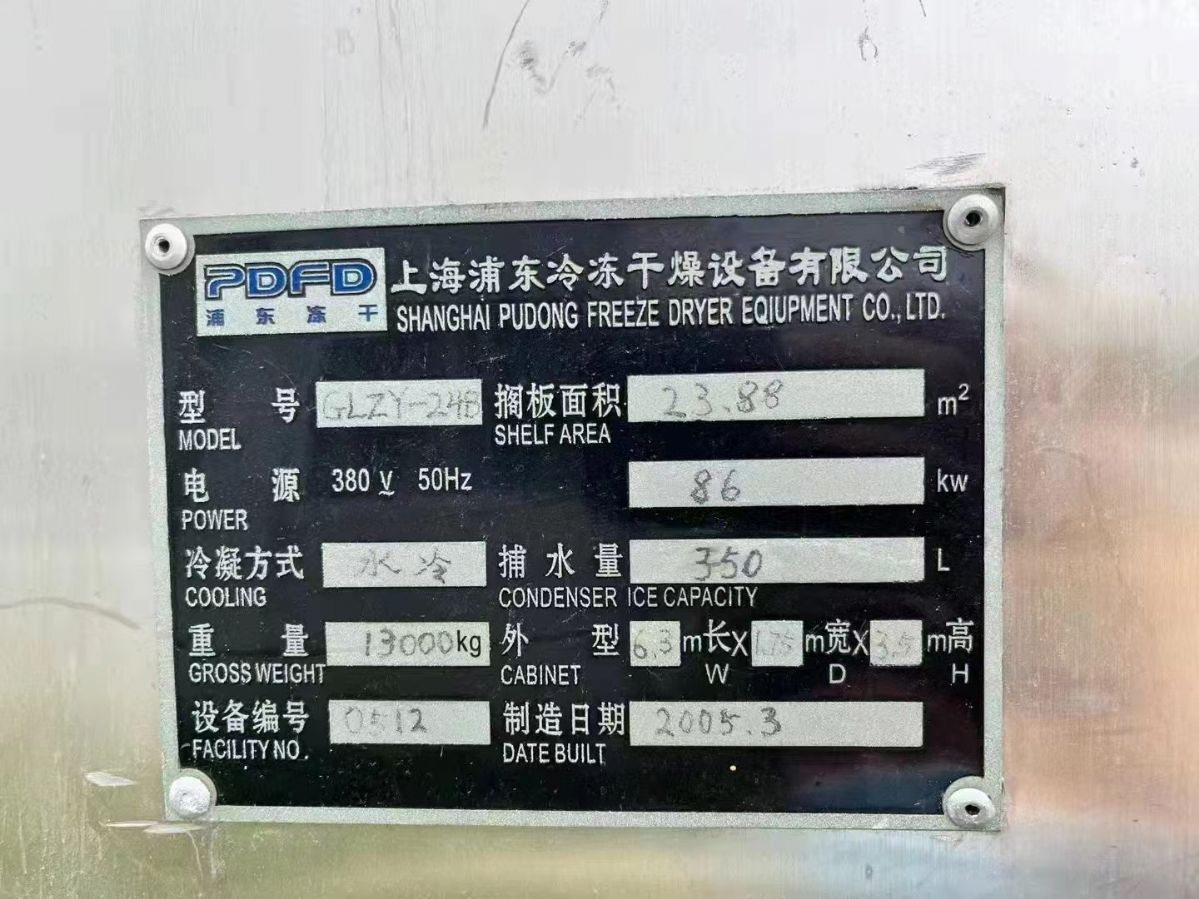 PDFD
浦东冻干
上海浦东冷冻干燥设备有限公司
SHANGHAI PUDONG FREEZE DRYER EQIUPMENT CO., LTD.
型 号 GLZY-24B 搁板面积 23.88 m²
MODEL SHELF AREA
电 源 380 V 50Hz 86 kw
POWER
冷凝方式 水冷 捕水量 350 L
COOLING CONDENSER ICE CAPACITY
重 量 13000kg 外 型 6.3 m长X 1.75 m宽X 3.5 m高
GROSS WEIGHT CABINET W D H
设备编号 0512 制造日期 2005.3
FACILITY NO. DATE BUILT